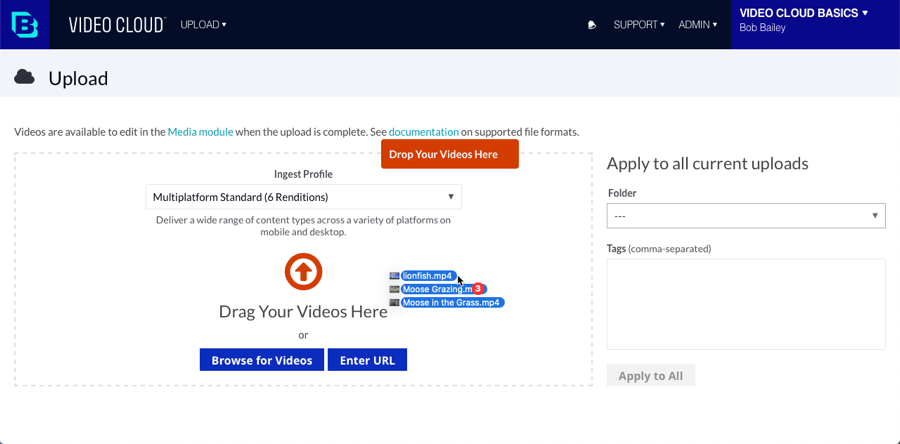 VIDEO CLOUD
UPLOAD
SUPPORT
ADMIN
VIDEO CLOUD BASICS
Bob Bailey
Upload
Videos are available to edit in the Media module when the upload is complete. See documentation on supported file formats.
Drop Your Videos Here
Ingest Profile
Multiplatform Standard (6 Renditions)
Deliver a wide range of content types across a variety of platforms on
mobile and desktop.
lionfish.mp4
Moose Grazing.m
3
Moose in the Grass.mp4
Drag Your Videos Here
or
Browse for Videos
Enter URL
Apply to all current uploads
Folder
---
Tags (comma-separated)
Apply to All